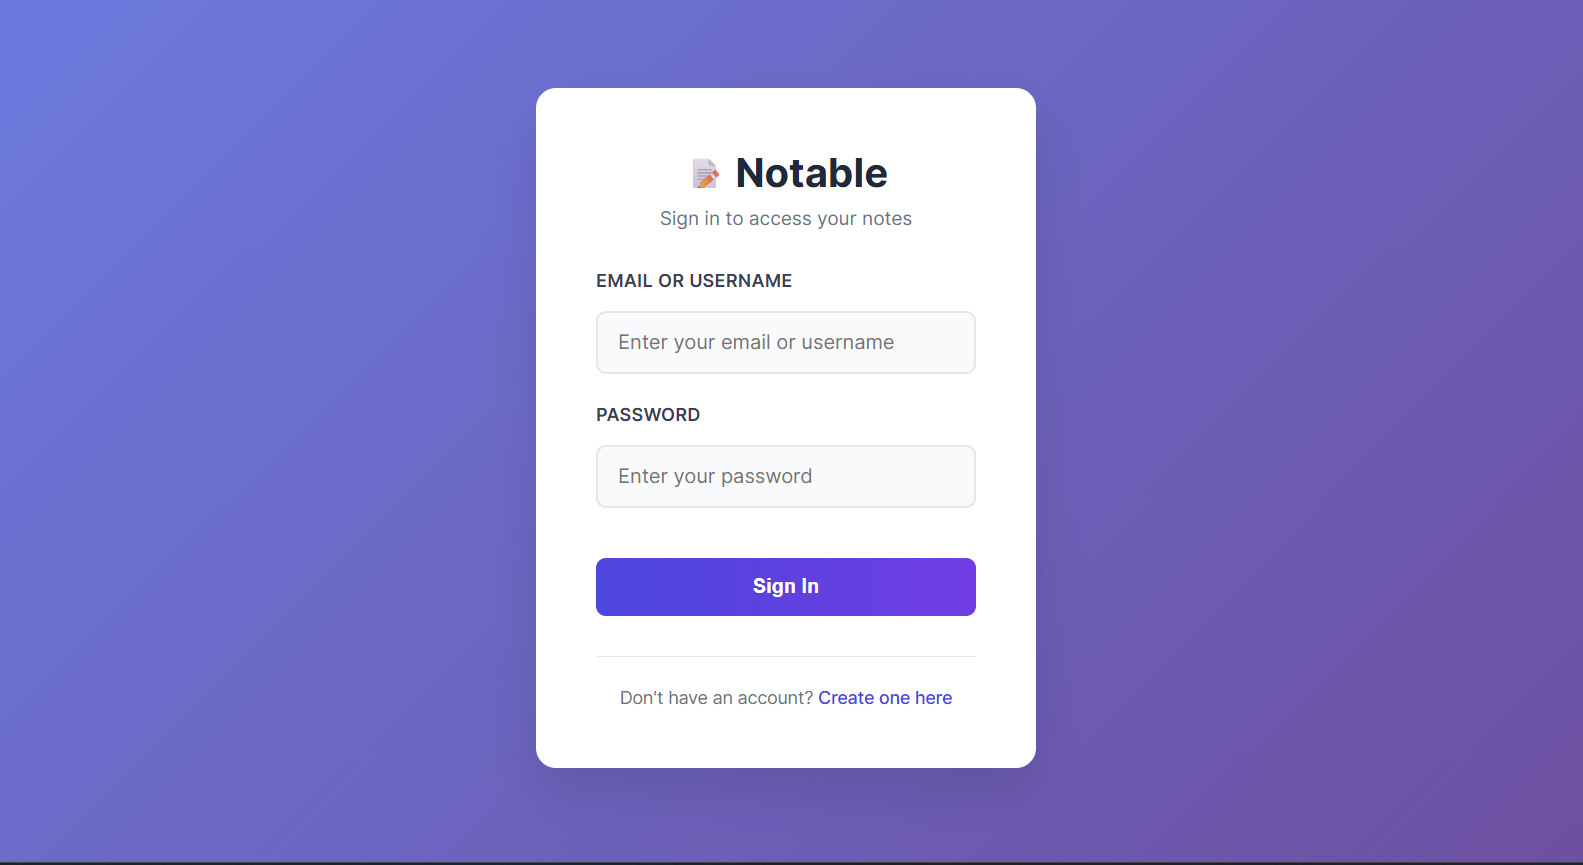 Notable
Sign in to access your notes
EMAIL OR USERNAME
Enter your email or username
PASSWORD
Enter your password
Sign In
Don't have an account? Create one here